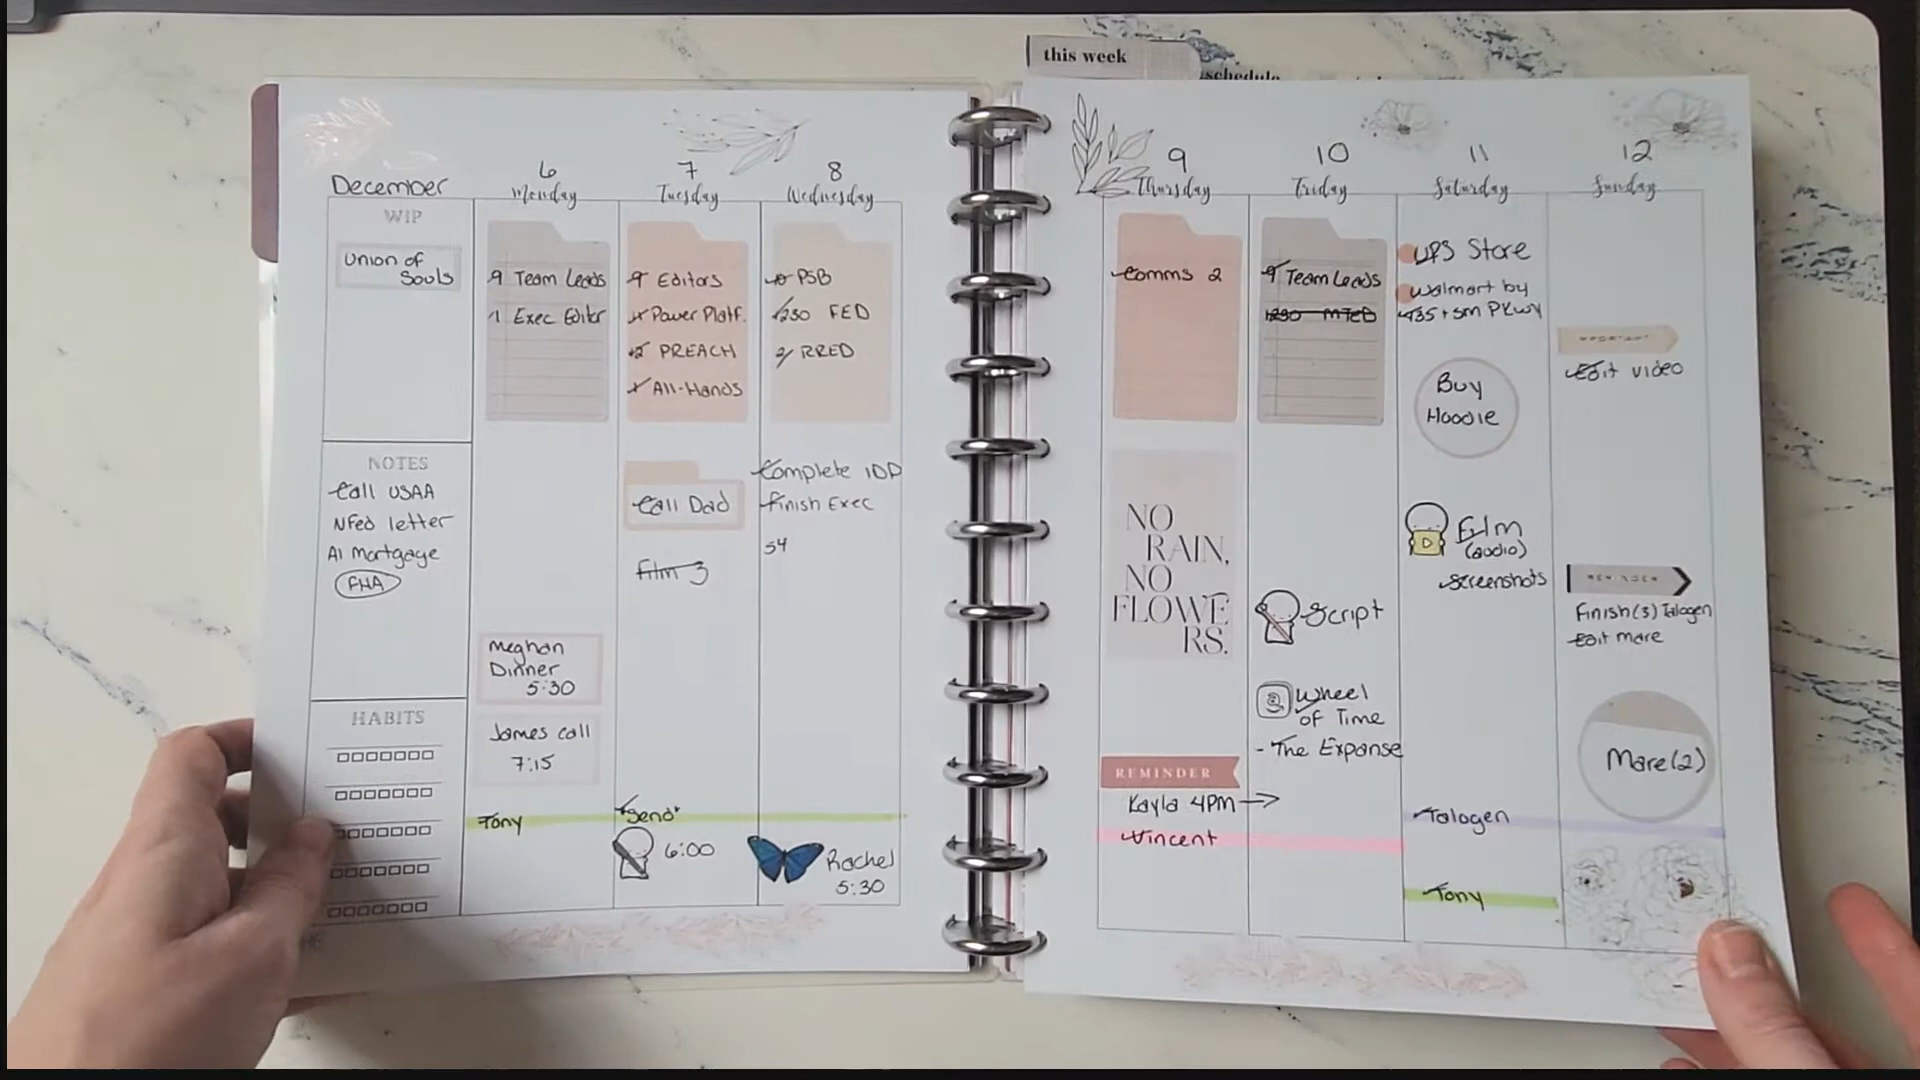 this week
schedule
December
WIP
Union of
Souls
NOTES
Call USAA
NFed letter
AI Mortgage
FHA
HABITS
6
Monday
9 Team Leads
1 Exec Editor
Meghan
Dinner
5:30
James call
7:15
Tony
7
Tuesday
9 Editors
Power Platf.
2 PREACH
All-Hands
Call Dad
Film 3
Send
6:00
8
Wednesday
PSB
1230 FED
2 RRED
Complete IDP
Finish Exec
54
Rachel
5:30
9
Thursday
Comms 2
NO
RAIN,
NO
FLOWE
RS.
REMINDER
Kayla 4PM →
Vincent
10
Friday
9 Team Leads
1230 MTEB
Script
Wheel
of Time
- The Expanse
11
Saturday
UPS Store
Walmart by
435 + Sm PKwy
Buy
Hoodie
Film
(audio)
Screenshots
Talogen
Tony
12
Sunday
IMPORTANT
Edit video
REMINDER
Finish (3) Talogen
Edit mare
Mare (2)